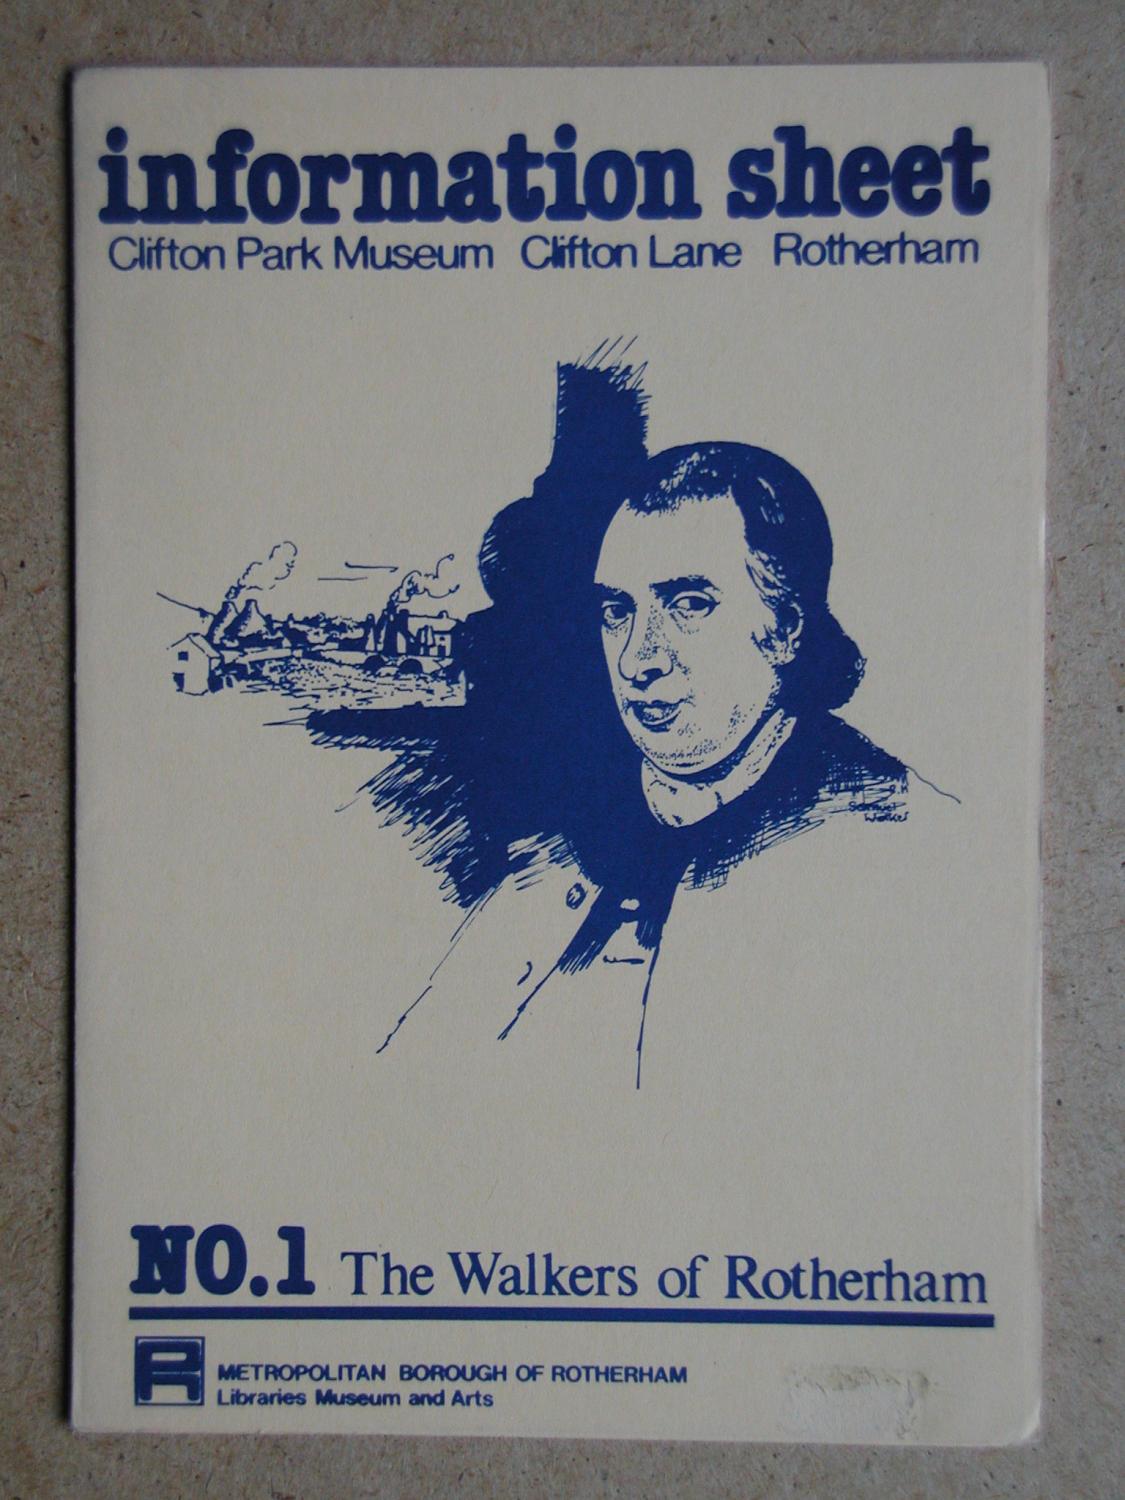 information sheet
Clifton Park Museum Clifton Lane Rotherham
Samuel
Walker
NO.1 The Walkers of Rotherham
METROPOLITAN BOROUGH OF ROTHERHAM
Libraries Museum and Arts